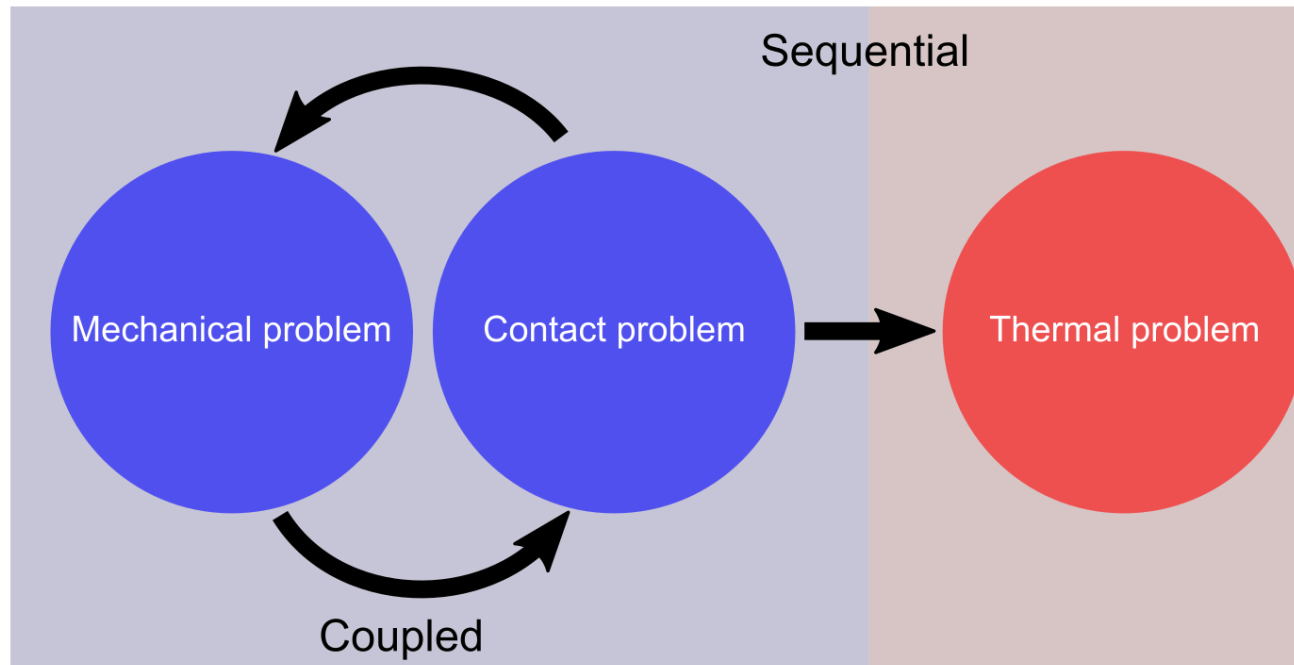 Sequential
Mechanical problem
Contact problem
Thermal problem
Coupled